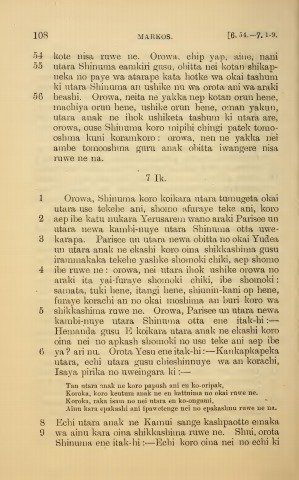 108 MARKOS. [6. 54.—7. 1-9.
54 kote nisa ruwe ne. Orowa, chip yap, aine, nani
55 utara Shinuma eamkiri gusu, obitta nei kotan shikap-
neka no paye wa atarape kata hotke wa okai tashum
ki utara Shinuma an ushike nu wa orota ani wa araki
56 heashi. Orowa, neita ne yakka nep kotan orun hene,
machiya orun hene, ushike orun hene, oman yakun,
utara anak ne ihok ushiketa tashum ki utara are,
orowa, ouse Shinuma koro mipihi chingi patek tomo-
oshma kuni koramkoro: orowa, nen ne yakka nei
ambe tomooshma guru anak obitta iwangere nisa
ruwe ne na.
7 Ik.
1 Orowa, Shinuma koro koikara utara tumugeta okai
utara use tekehe ani, shomo afuraye teke ani, koro
2 aep ibe katu nukara Yerusarem wano araki Parisee un
utara newa kambi-nuye utara Shinuma otta uwe-
3 karapa. Parisee un utara newa obitta no okai Yudea
un utara anak ne ekashi koro oina shikkashima gusu
irammakaka tekehe yashke shomoki chiki, aep shomo
4 ibe ruwe ne: orowa, nei utara ihok ushike orowa no
araki ita yai-furaye shomoki chiki, ibe shomoki:
samata, tuki hene, itangi hene, shiumi-kani op hene,
furaye korachi an no okai moshima an buri koro wa
5 shikkashima ruwe ne. Orowa, Parisee un utara newa
kambi-nuye utara Shinuma otta ene itak-hi:—
Hemanda gusu E koikara utara anak ne ekashi koro
oina nei no apkash shomoki no use teke ani aep ibe
6 ya? ari nu. Orota Yesu ene itak-hi:—Kankapkapeka
utara, echi utara gusu chieshinnuye wa an korachi,
Isaya pirika no uweingara ki:—
Tan utara anak ne koro papush ani en ko-oripak,
Koroka, koro keutum anak ne en kattuima no okai ruwe ne.
Koroka, raka isam no nei utara en ko-ongami,
Ainu kara apakashi ani ipawetenge nei no epakashnu ruwe ne na.
8 Echi utara anak ne Kamui sange kashpaotte emaka
9 wa ainu kara oina shikkashima ruwe ne. Shui, orota
Shinuma ene itak-hi:—Echi koro oina nei no echi ki